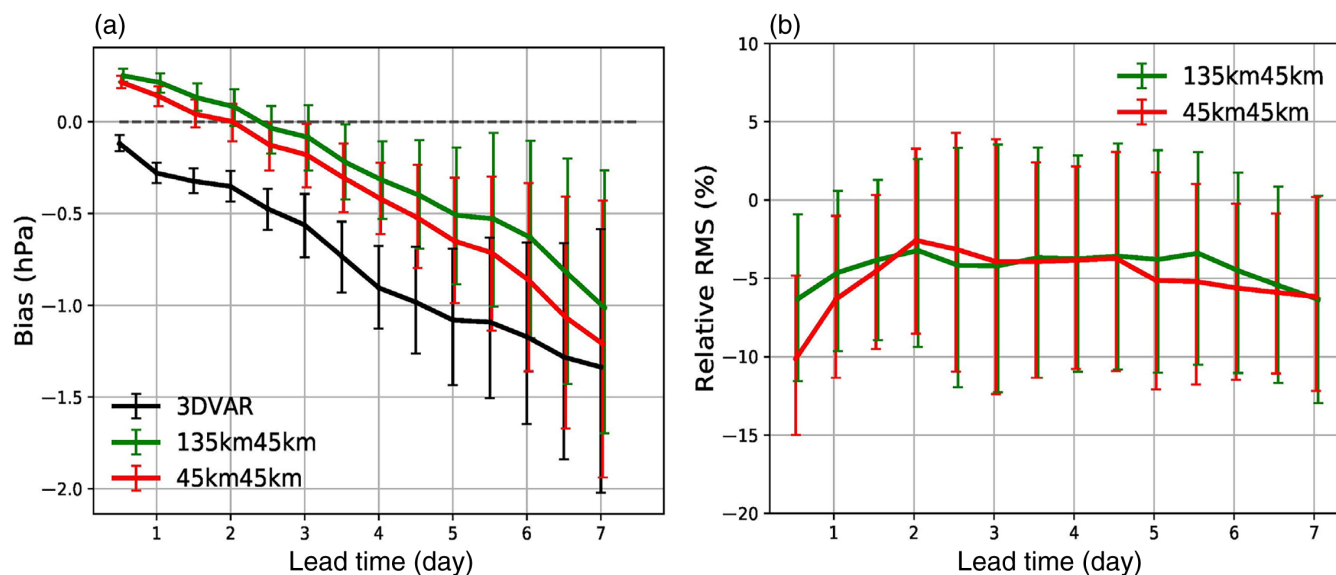 (a)
Bias (hPa)
0.0
−0.5
−1.0
−1.5
−2.0
3DVAR
135km45km
45km45km
1 2 3 4 5 6 7
Lead time (day)
(b)
Relative RMS (%)
10
5
0
−5
−10
−15
−20
135km45km
45km45km
1 2 3 4 5 6 7
Lead time (day)